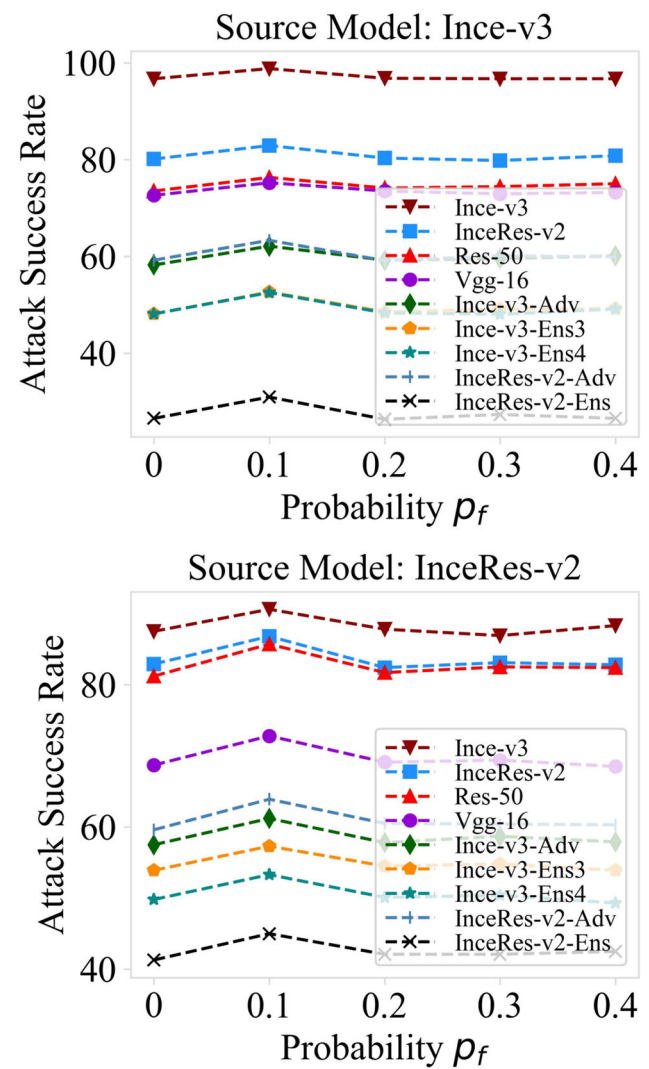 Source Model: Ince-v3
Attack Success Rate
100
80
60
40
Ince-v3
InceRes-v2
Res-50
Vgg-16
Ince-v3-Adv
Ince-v3-Ens3
Ince-v3-Ens4
InceRes-v2-Adv
InceRes-v2-Ens
0 0.1 0.2 0.3 0.4
Probability p_f
Source Model: InceRes-v2
Attack Success Rate
80
60
40
Ince-v3
InceRes-v2
Res-50
Vgg-16
Ince-v3-Adv
Ince-v3-Ens3
Ince-v3-Ens4
InceRes-v2-Adv
InceRes-v2-Ens
0 0.1 0.2 0.3 0.4
Probability p_f